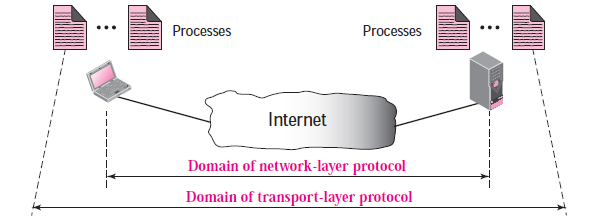 Processes
Processes
Internet
Domain of network-layer protocol
Domain of transport-layer protocol